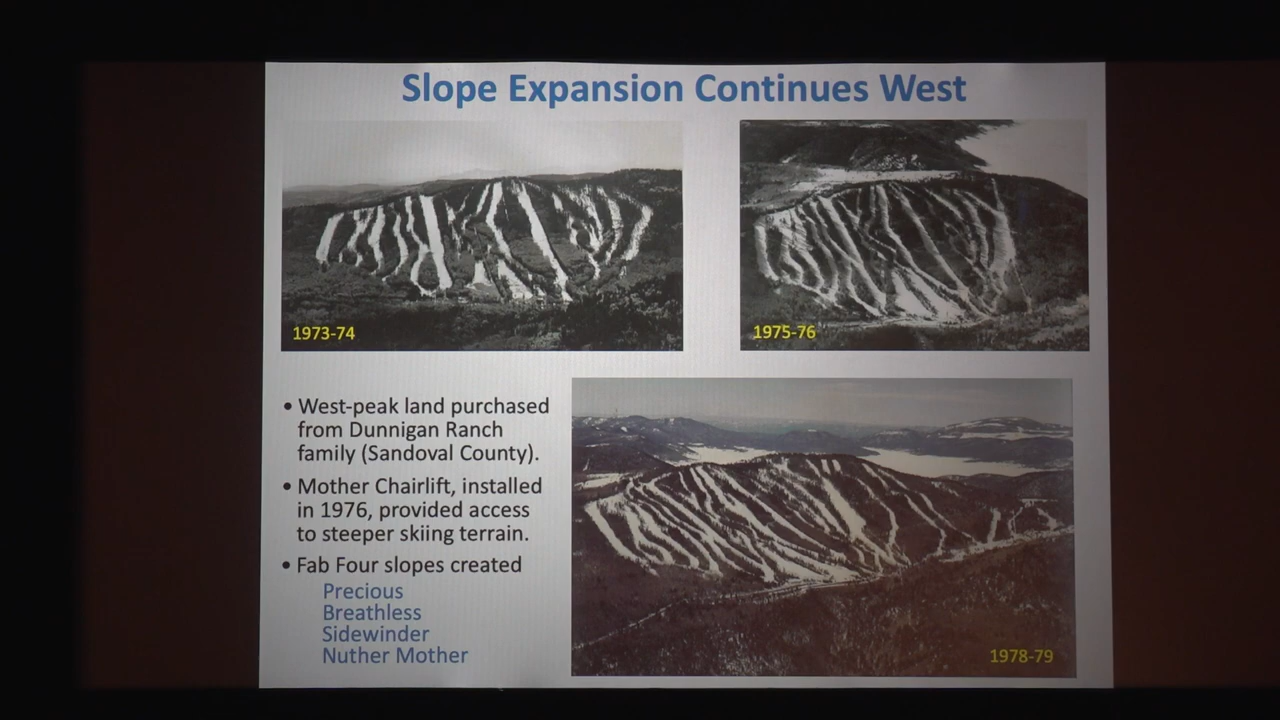 Slope Expansion Continues West
1973-74
1975-76
• West-peak land purchased
from Dunnigan Ranch
family (Sandoval County).
• Mother Chairlift, installed
in 1976, provided access
to steeper skiing terrain.
• Fab Four slopes created
Precious
Breathless
Sidewinder
Nuther Mother
1978-79